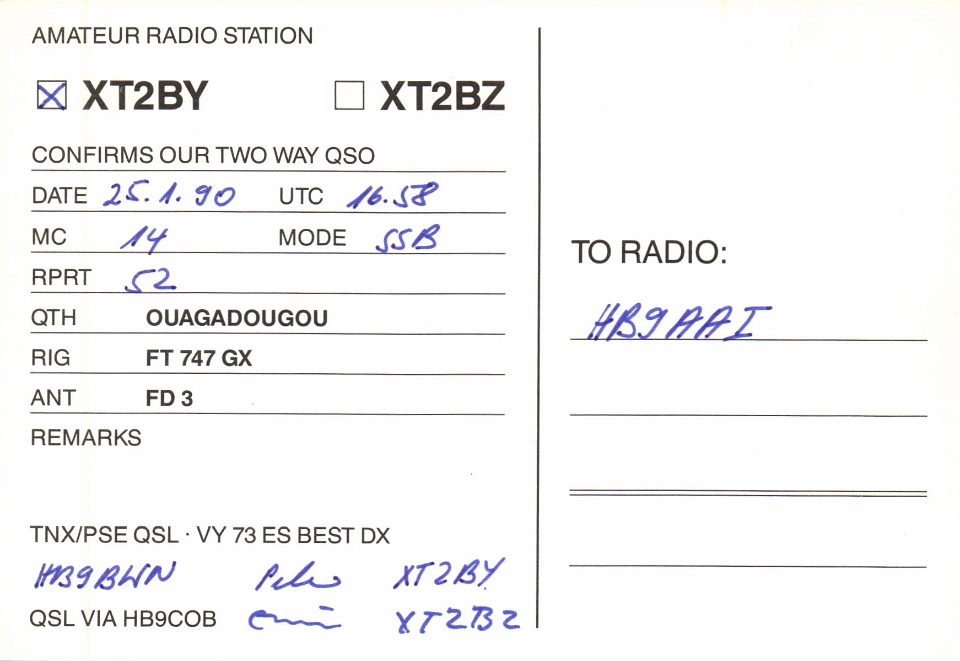 AMATEUR RADIO STATION
XT2BY XT2BZ
CONFIRMS OUR TWO WAY QSO
DATE 25.1.90 UTC 16.58
MC 14 MODE SSB
RPRT 52
QTH OUAGADOUGOU
RIG FT 747 GX
ANT FD 3
REMARKS
TNX/PSE QSL · VY 73 ES BEST DX
HB9BWN XT2BY
QSL VIA HB9COB XT2BZ
TO RADIO:
HB9AAI